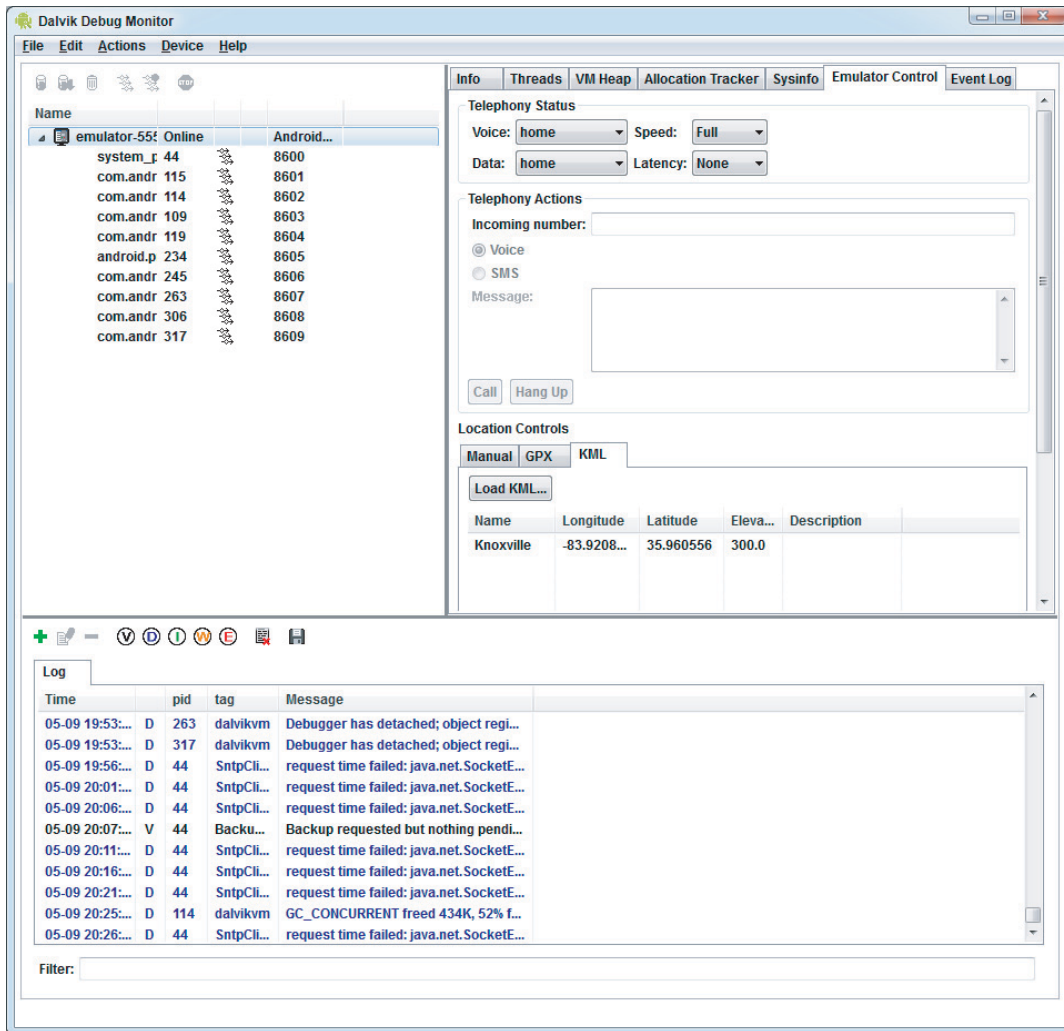 Dalvik Debug Monitor
File Edit Actions Device Help
Name
emulator-555 Online Android...
system_p 44 8600
com.andr 115 8601
com.andr 114 8602
com.andr 109 8603
com.andr 119 8604
android.p 234 8605
com.andr 245 8606
com.andr 263 8607
com.andr 306 8608
com.andr 317 8609
Info Threads VM Heap Allocation Tracker Sysinfo Emulator Control Event Log
Telephony Status
Voice: home Speed: Full
Data: home Latency: None
Telephony Actions
Incoming number:
Voice
SMS
Message:
Call Hang Up
Location Controls
Manual GPX KML
Load KML...
Name Longitude Latitude Eleva... Description
Knoxville -83.9208... 35.960556 300.0
V D I W E
Log
Time pid tag Message
05-09 19:53:... D 263 dalvikvm Debugger has detached; object regi...
05-09 19:53:... D 317 dalvikvm Debugger has detached; object regi...
05-09 19:56:... D 44 SntpCli... request time failed: java.net.SocketE...
05-09 20:01:... D 44 SntpCli... request time failed: java.net.SocketE...
05-09 20:06:... D 44 SntpCli... request time failed: java.net.SocketE...
05-09 20:07:... V 44 Backu... Backup requested but nothing pendi...
05-09 20:11:... D 44 SntpCli... request time failed: java.net.SocketE...
05-09 20:16:... D 44 SntpCli... request time failed: java.net.SocketE...
05-09 20:21:... D 44 SntpCli... request time failed: java.net.SocketE...
05-09 20:25:... D 114 dalvikvm GC_CONCURRENT freed 434K, 52% f...
05-09 20:26:... D 44 SntpCli... request time failed: java.net.SocketE...
Filter: